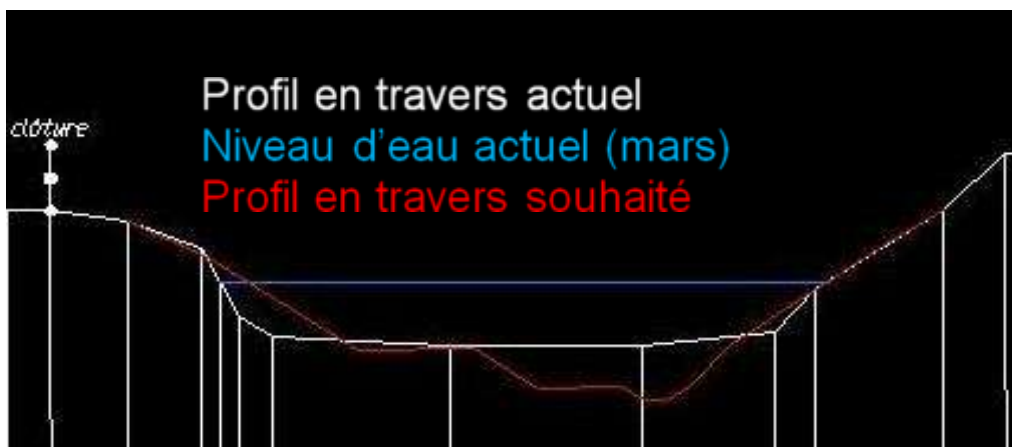 Profil en travers actuel
clôture
Niveau d'eau actuel (mars)
Profil en travers souhaité